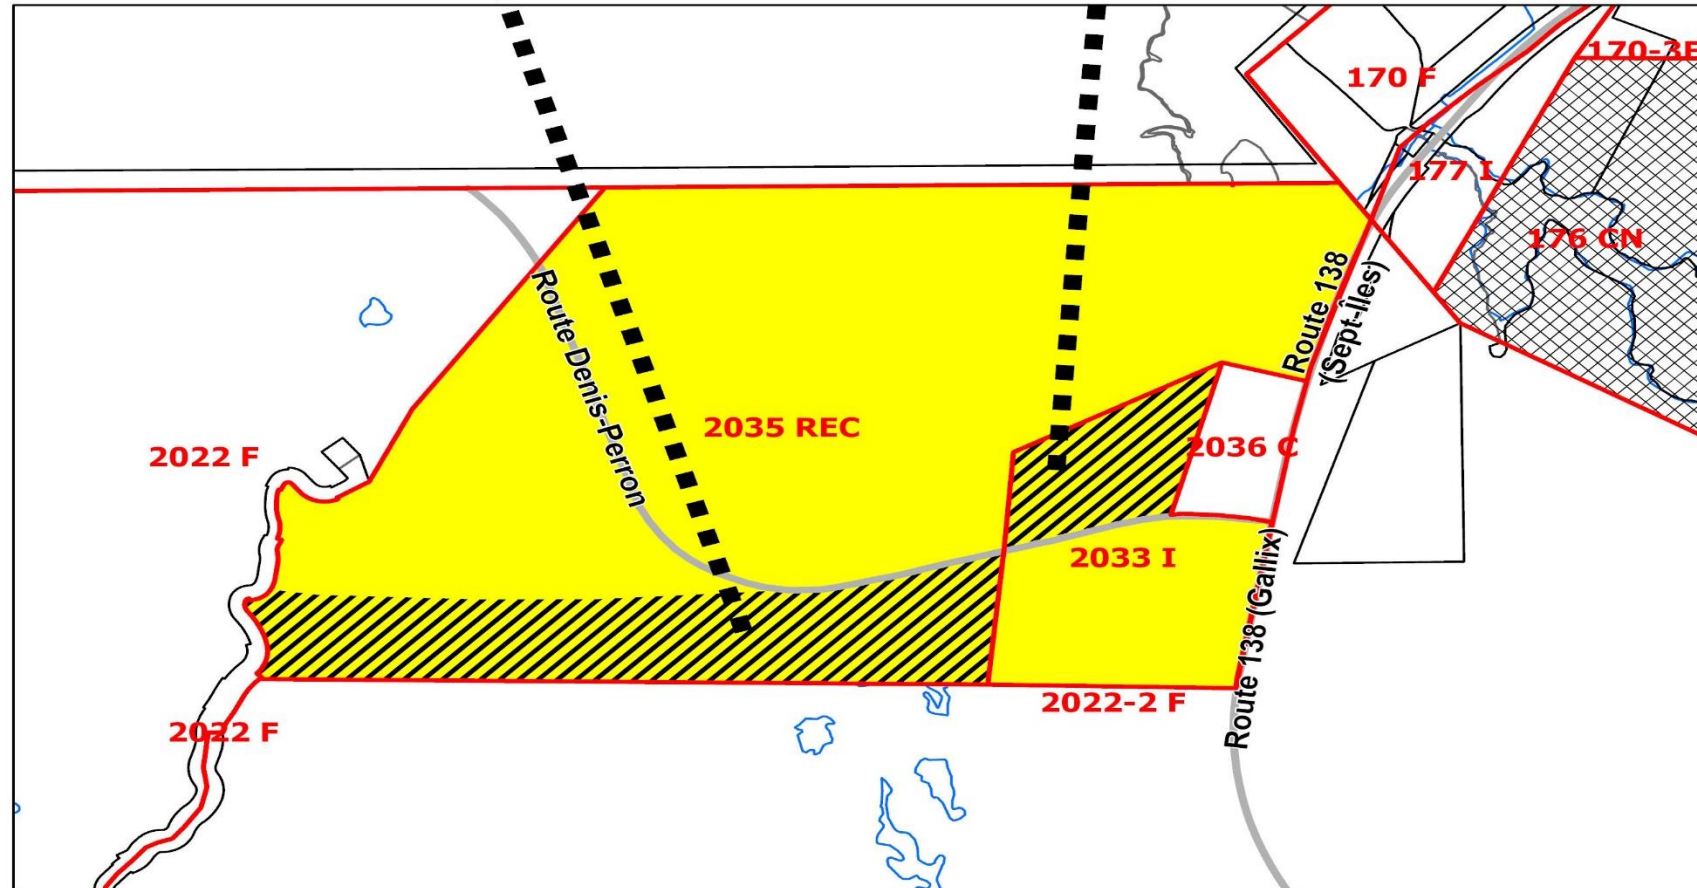 170-3
170 F
177 I
176 CN
Route 138
(Sept-Îles)
Route Denis-Perron
2035 REC
2036 C
2022 F
2033 I
Route 138 (Gallix)
2022-2 F
2022 F